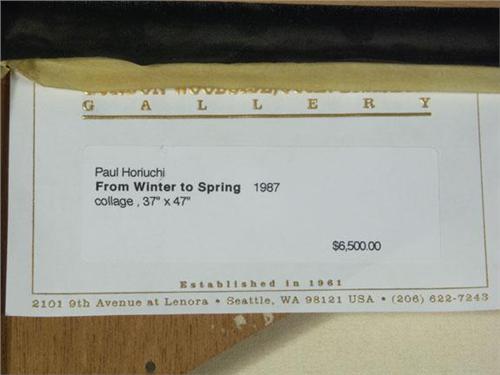 GALLERY
Paul Horiuchi
From Winter to Spring 1987
collage , 37" x 47"
$6,500.00
Established in 1961
2101 9th Avenue at Lenora • Seattle, WA 98121 USA • (206) 622-7243